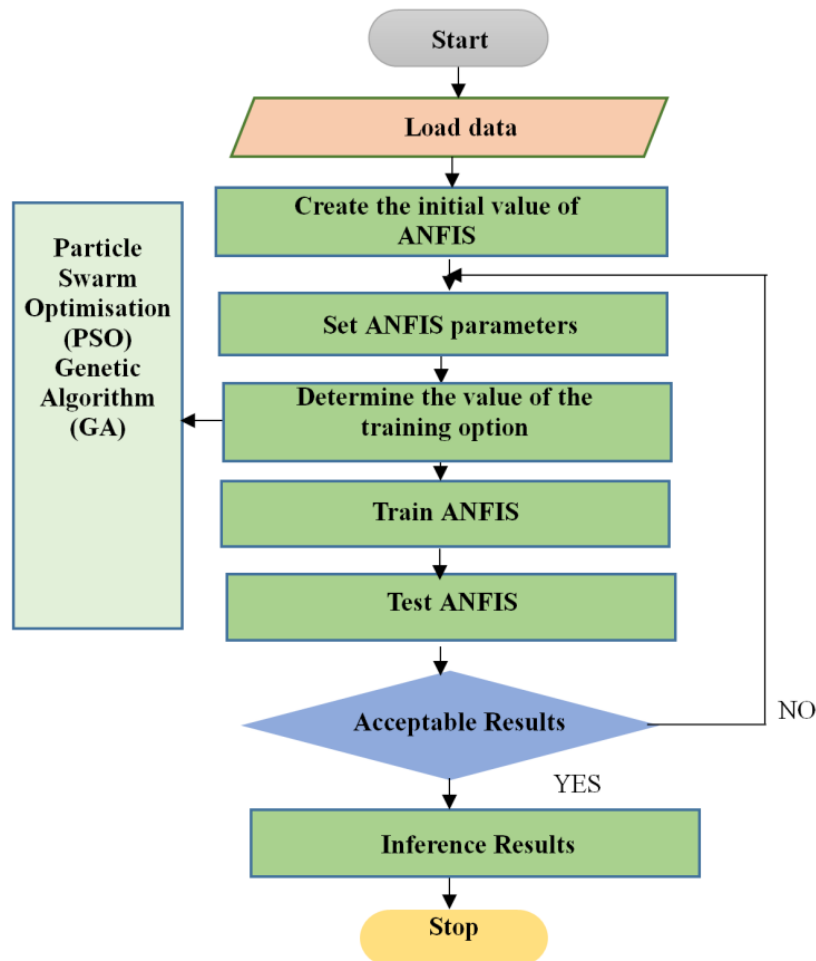 Start
Load data
Create the initial value of
ANFIS
Particle
Swarm
Optimisation
(PSO)
Genetic
Algorithm
(GA)
Set ANFIS parameters
Determine the value of the
training option
Train ANFIS
Test ANFIS
Acceptable Results
NO
YES
Inference Results
Stop